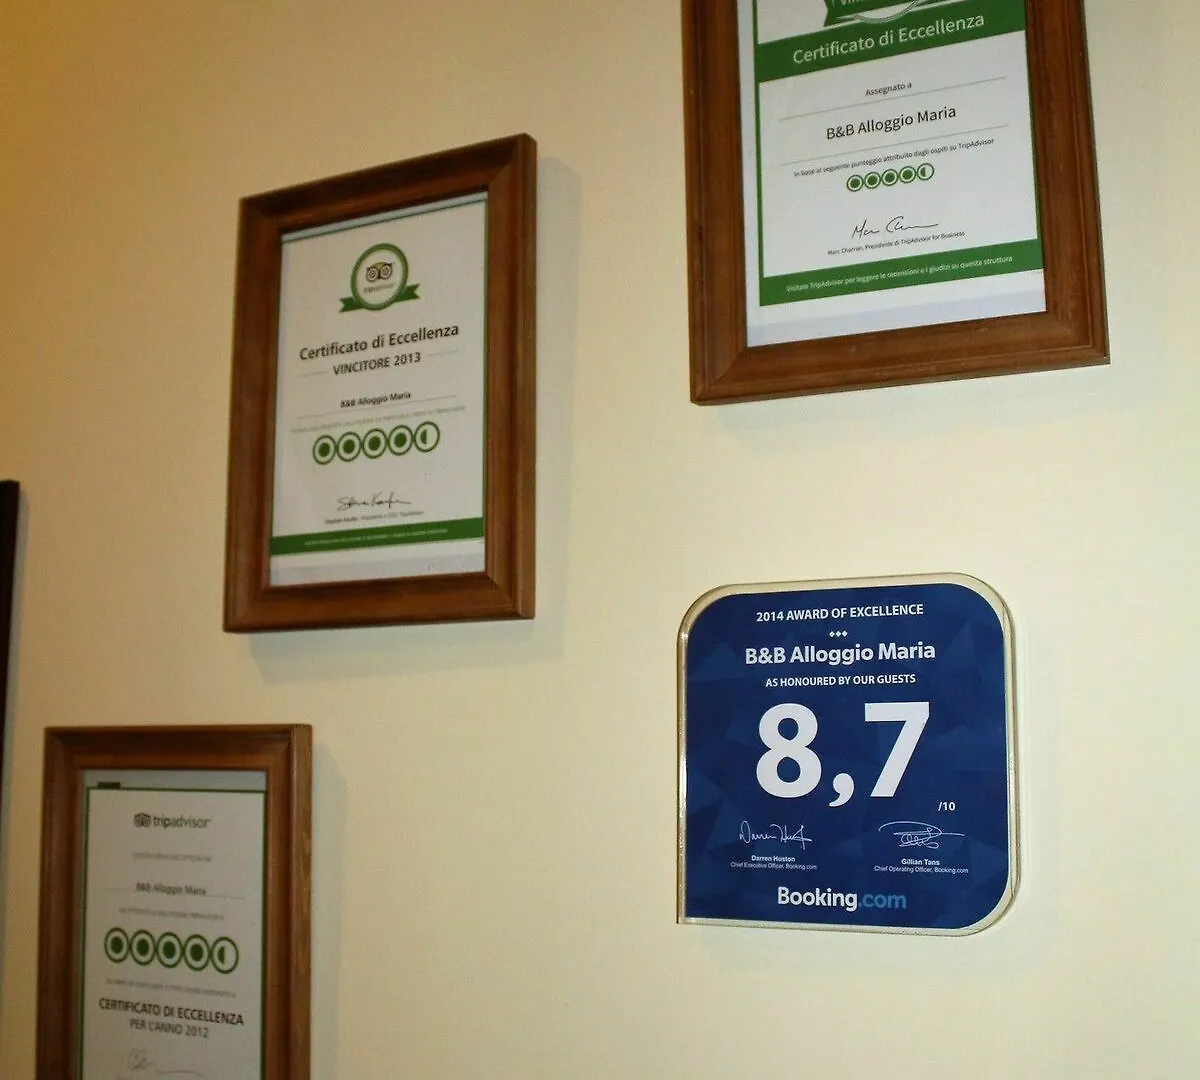 Certificato di Eccellenza
Assegnato a
B&B Alloggio Maria
In base al seguente punteggio attribuito dagli ospiti su TripAdvisor
Marc Charron, Presidente di TripAdvisor for Business
Visitate TripAdvisor per leggere le recensioni e i giudizi su questa struttura
tripadvisor
Certificato di Eccellenza
VINCITORE 2013
B&B Alloggio Maria
2014 AWARD OF EXCELLENCE
B&B Alloggio Maria
AS HONOURED BY OUR GUESTS
8,7
/10
Darren Huston
Chief Executive Officer, Booking.com
Gillian Tans
Chief Operating Officer, Booking.com
Booking.com
tripadvisor
B&B Alloggio Maria
CERTIFICATO DI ECCELLENZA
PER L'ANNO 2012